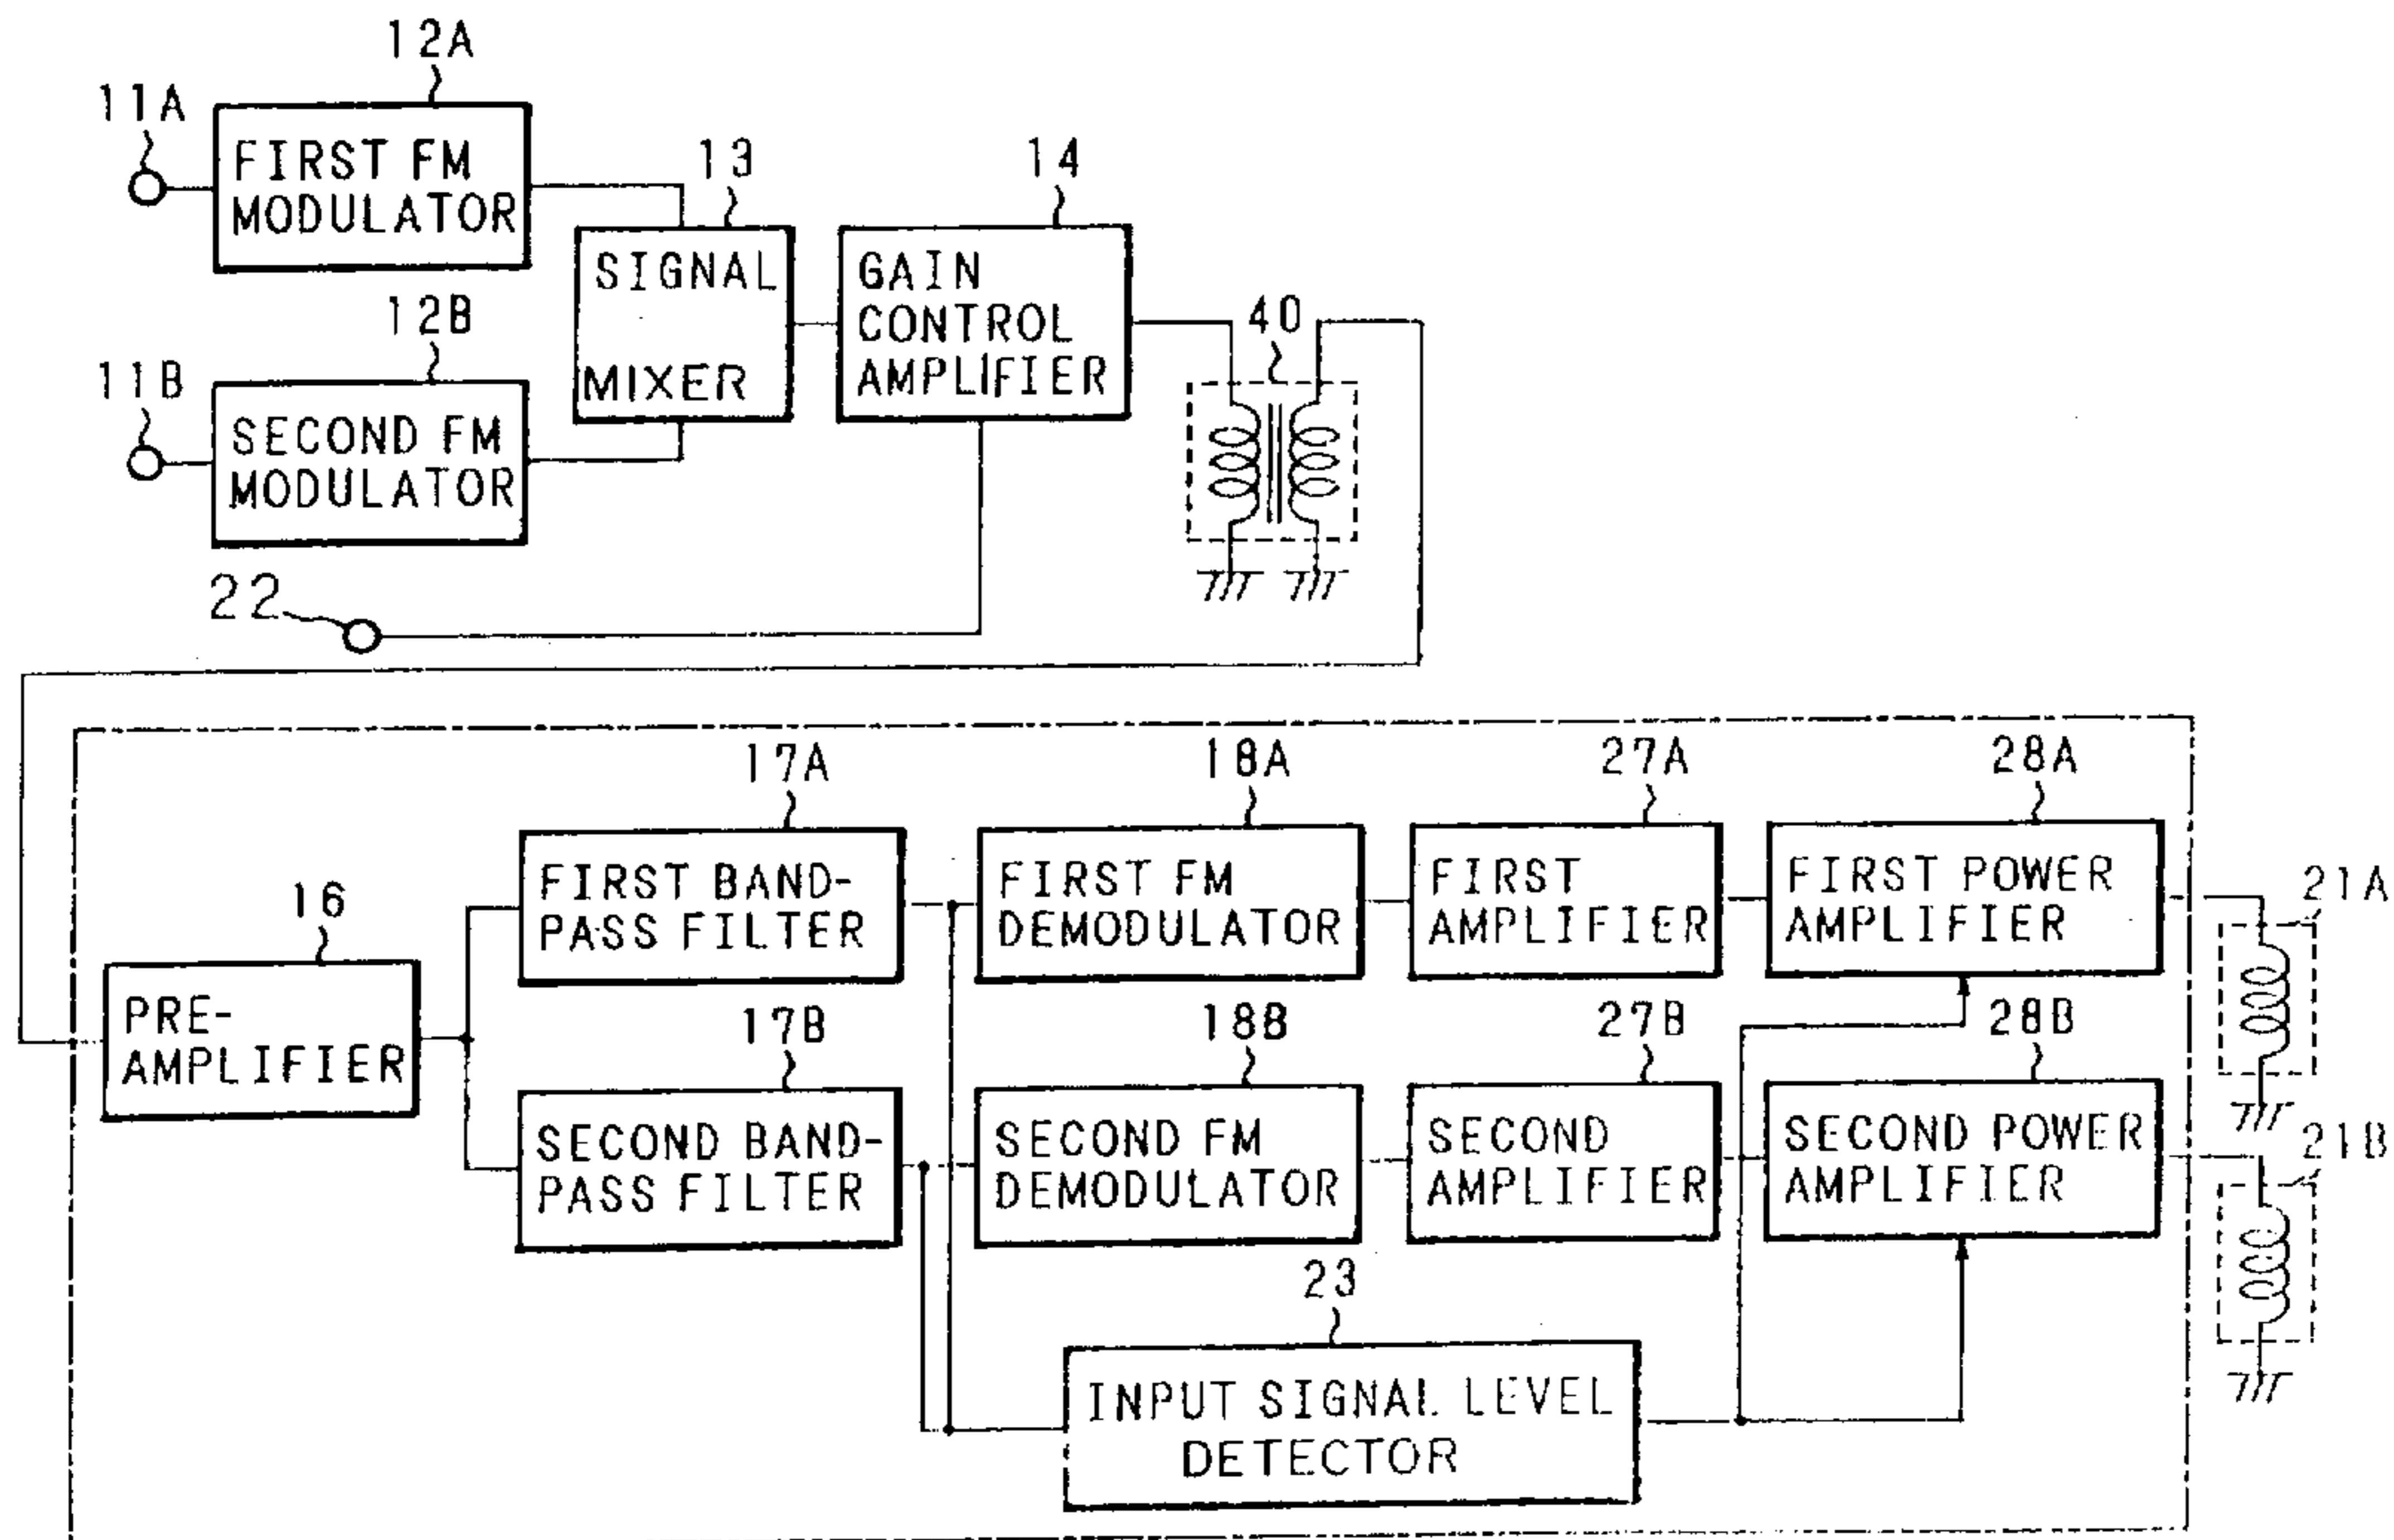 12A
11A
FIRST FM
MODULATOR
13
14
SIGNAL
MIXER
GAIN
CONTROL
AMPLIFIER
12B
40
11B
SECOND FM
MODULATOR
22
17A
18A
27A
28A
FIRST BAND-
PASS FILTER
FIRST FM
DEMODULATOR
FIRST
AMPLIFIER
FIRST POWER
AMPLIFIER
21A
16
PRE-
AMPLIFIER
17B
18B
27B
28B
SECOND BAND-
PASS FILTER
SECOND FM
DEMODULATOR
SECOND
AMPLIFIER
SECOND POWER
AMPLIFIER
21B
23
INPUT SIGNAL LEVEL
DETECTOR